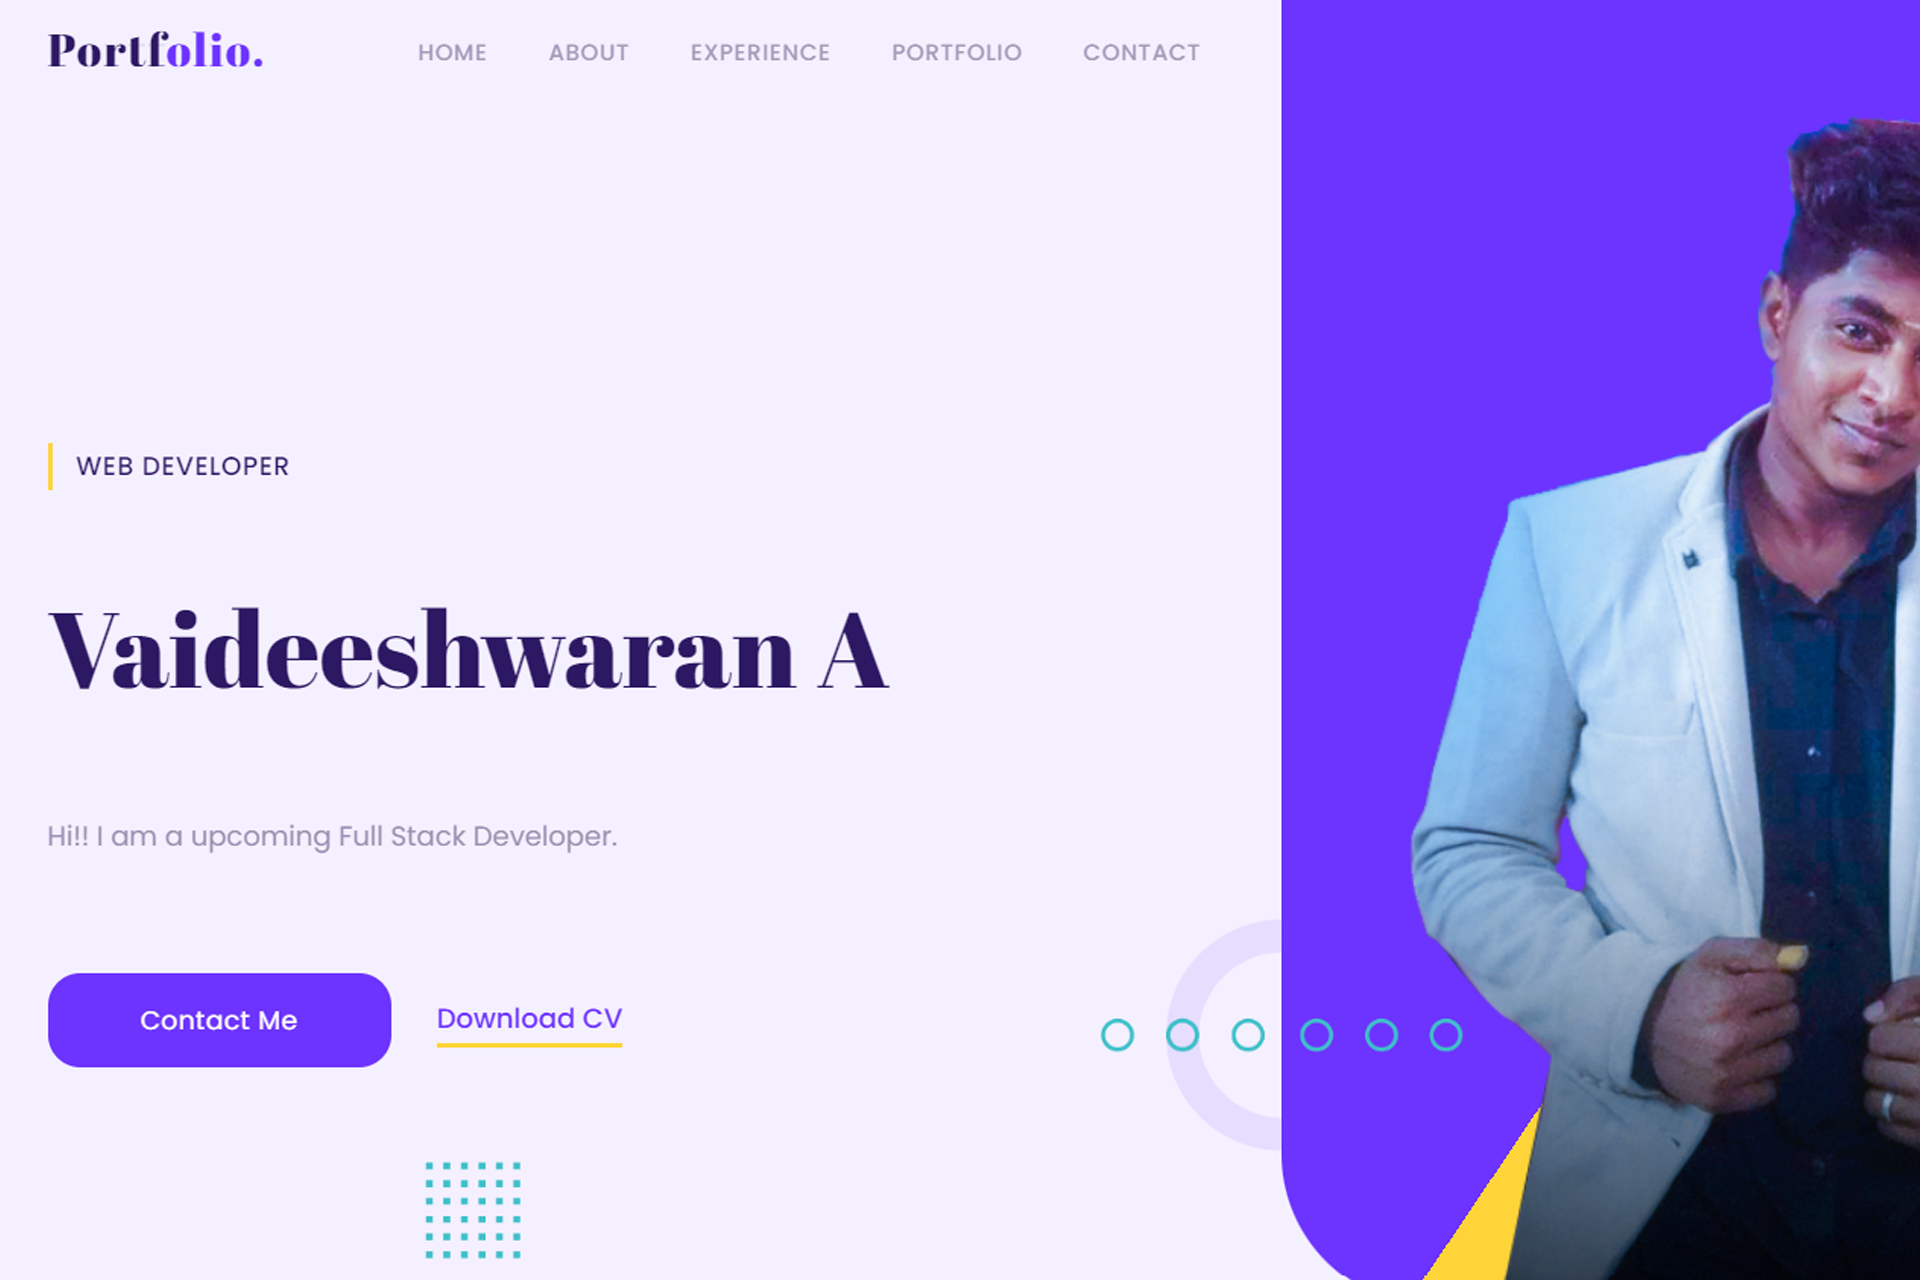 Portfolio. HOME ABOUT EXPERIENCE PORTFOLIO CONTACT
WEB DEVELOPER
Vaideeshwaran A
Hi!! I am a upcoming Full Stack Developer.
Contact Me Download CV